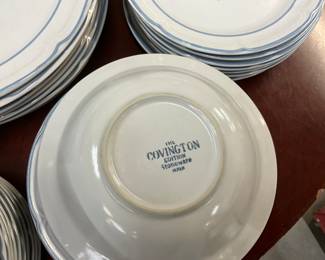 THE
COVINGTON
EDITION
STONEWARE
JAPAN